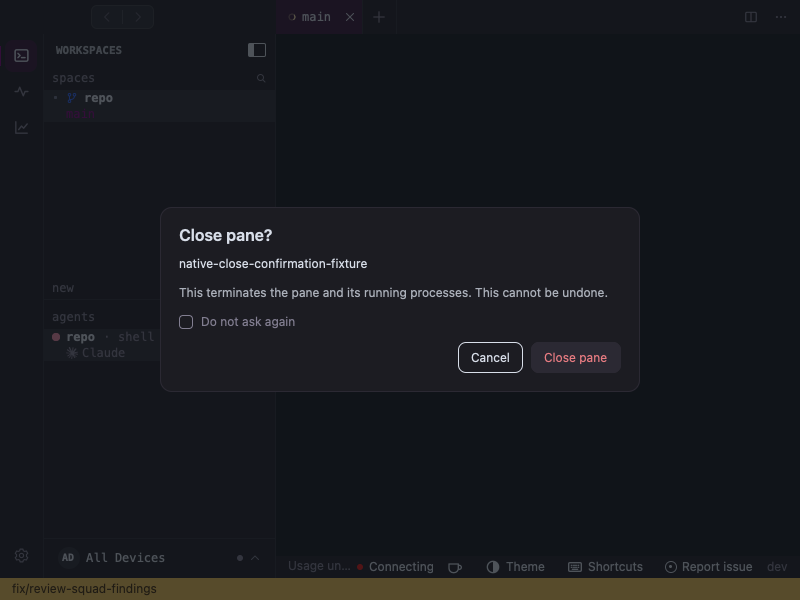 main
WORKSPACES
spaces
repo
new
agents
repo · shell
Claude
Close pane?
native-close-confirmation-fixture
This terminates the pane and its running processes. This cannot be undone.
Do not ask again
Cancel
Close pane
AD All Devices
Usage un... Connecting Theme Shortcuts Report issue dev
fix/review-squad-findings